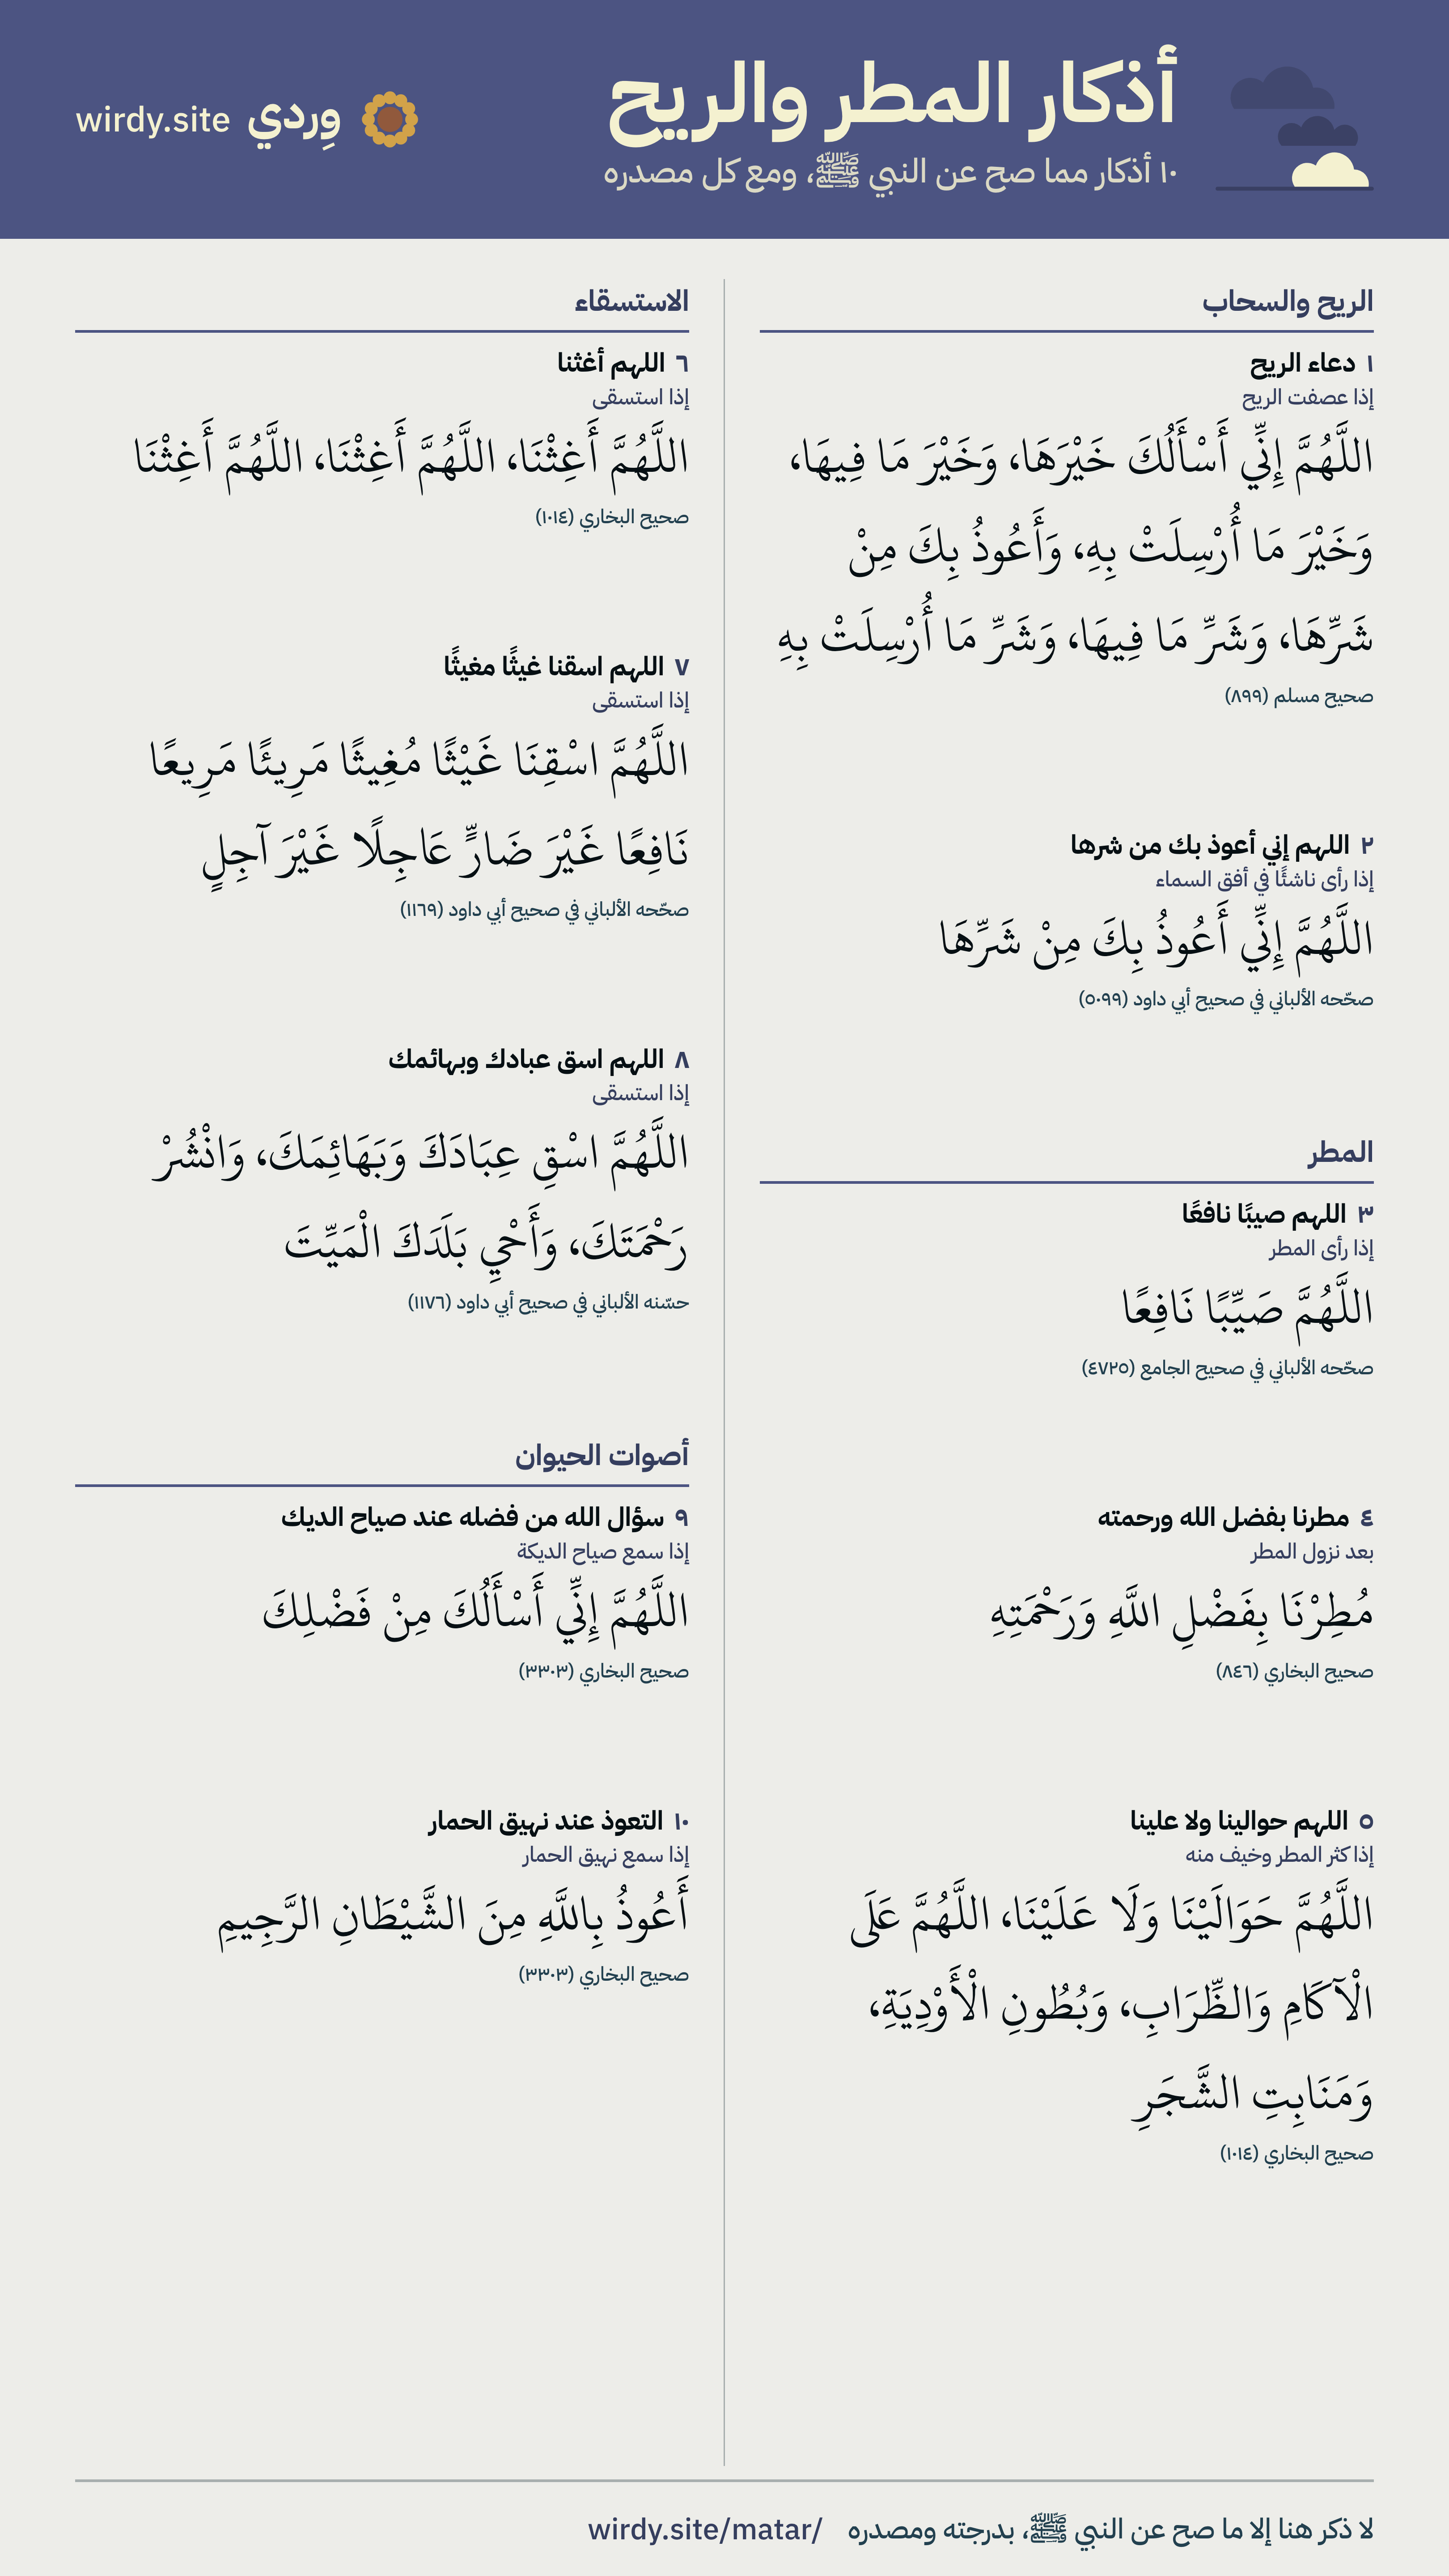 أذكار المطر والريح
١٠ أذكار مما صح عن النبي ﷺ، ومع كل مصدره
وِردي wirdy.site
الريح والسحاب
١ دعاء الريح
إذا عصفت الريح
اللَّهُمَّ إِنِّي أَسْأَلُكَ خَيْرَهَا، وَخَيْرَ مَا فِيهَا،
وَخَيْرَ مَا أُرْسِلَتْ بِهِ، وَأَعُوذُ بِكَ مِنْ
شَرِّهَا، وَشَرِّ مَا فِيهَا، وَشَرِّ مَا أُرْسِلَتْ بِهِ
صحيح مسلم (٨٩٩)
٢ اللهم إني أعوذ بك من شرها
إذا رأى ناشئًا في أفق السماء
اللَّهُمَّ إِنِّي أَعُوذُ بِكَ مِنْ شَرِّهَا
صحّحه الألباني في صحيح أبي داود (٥٠٩٩)
المطر
٣ اللهم صيبًا نافعًا
إذا رأى المطر
اللَّهُمَّ صَيِّبًا نَافِعًا
صحّحه الألباني في صحيح الجامع (٤٧٢٥)
٤ مطرنا بفضل الله ورحمته
بعد نزول المطر
مُطِرْنَا بِفَضْلِ اللَّهِ وَرَحْمَتِهِ
صحيح البخاري (٨٤٦)
٥ اللهم حوالينا ولا علينا
إذا كثر المطر وخيف منه
اللَّهُمَّ حَوَالَيْنَا وَلَا عَلَيْنَا، اللَّهُمَّ عَلَى
الْآكَامِ وَالظِّرَابِ، وَبُطُونِ الْأَوْدِيَةِ،
وَمَنَابِتِ الشَّجَرِ
صحيح البخاري (١٠١٤)
الاستسقاء
٦ اللهم أغثنا
إذا استسقى
اللَّهُمَّ أَغِثْنَا، اللَّهُمَّ أَغِثْنَا، اللَّهُمَّ أَغِثْنَا
صحيح البخاري (١٠١٤)
٧ اللهم اسقنا غيثًا مغيثًا
إذا استسقى
اللَّهُمَّ اسْقِنَا غَيْثًا مُغِيثًا مَرِيئًا مَرِيعًا
نَافِعًا غَيْرَ ضَارٍّ عَاجِلًا غَيْرَ آجِلٍ
صحّحه الألباني في صحيح أبي داود (١١٦٩)
٨ اللهم اسق عبادك وبهائمك
إذا استسقى
اللَّهُمَّ اسْقِ عِبَادَكَ وَبَهَائِمَكَ، وَانْشُرْ
رَحْمَتَكَ، وَأَحْيِ بَلَدَكَ الْمَيِّتَ
حسّنه الألباني في صحيح أبي داود (١١٧٦)
أصوات الحيوان
٩ سؤال الله من فضله عند صياح الديك
إذا سمع صياح الديكة
اللَّهُمَّ إِنِّي أَسْأَلُكَ مِنْ فَضْلِكَ
صحيح البخاري (٣٣٠٣)
١٠ التعوذ عند نهيق الحمار
إذا سمع نهيق الحمار
أَعُوذُ بِاللَّهِ مِنَ الشَّيْطَانِ الرَّجِيمِ
صحيح البخاري (٣٣٠٣)
لا ذكر هنا إلا ما صح عن النبي ﷺ، بدرجته ومصدره wirdy.site/matar/